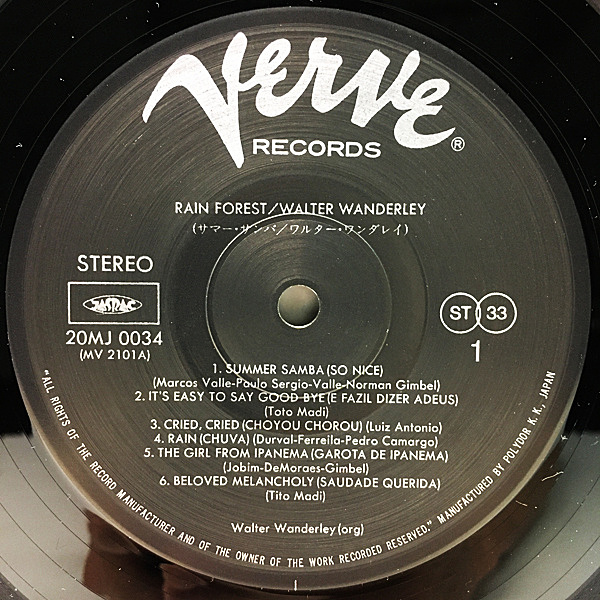 Verve
RECORDS ®
RAIN FOREST/WALTER WANDERLEY
(サマー・サンバ/ワルター・ワンダレイ)
STEREO
JASRAC
ST 33
20MJ 0034
(MV 2101A)
1
1. SUMMER SAMBA (SO NICE)
(Marcos Valle-Paulo Sergio-Valle-Norman Gimbel)
2. IT'S EASY TO SAY GOOD BYE (E FAZIL DIZER ADEUS)
(Toto Madi)
3. CRIED, CRIED (CHOYOU CHOROU) (Luiz Antonio)
4. RAIN (CHUVA) (Durval-Ferreila-Pedro Camargo)
5. THE GIRL FROM IPANEMA (GAROTA DE IPANEMA)
(Jobim-DeMoraes-Gimbel)
6. BELOVED MELANCHOLY (SAUDADE QUERIDA)
(Tito Madi)
Walter Wanderley (org)
"ALL RIGHTS OF THE RECORD MANUFACTURER AND OF THE OWNER OF THE WORK RECORDED RESERVED." MANUFACTURED BY POLYDOR K. K., JAPAN